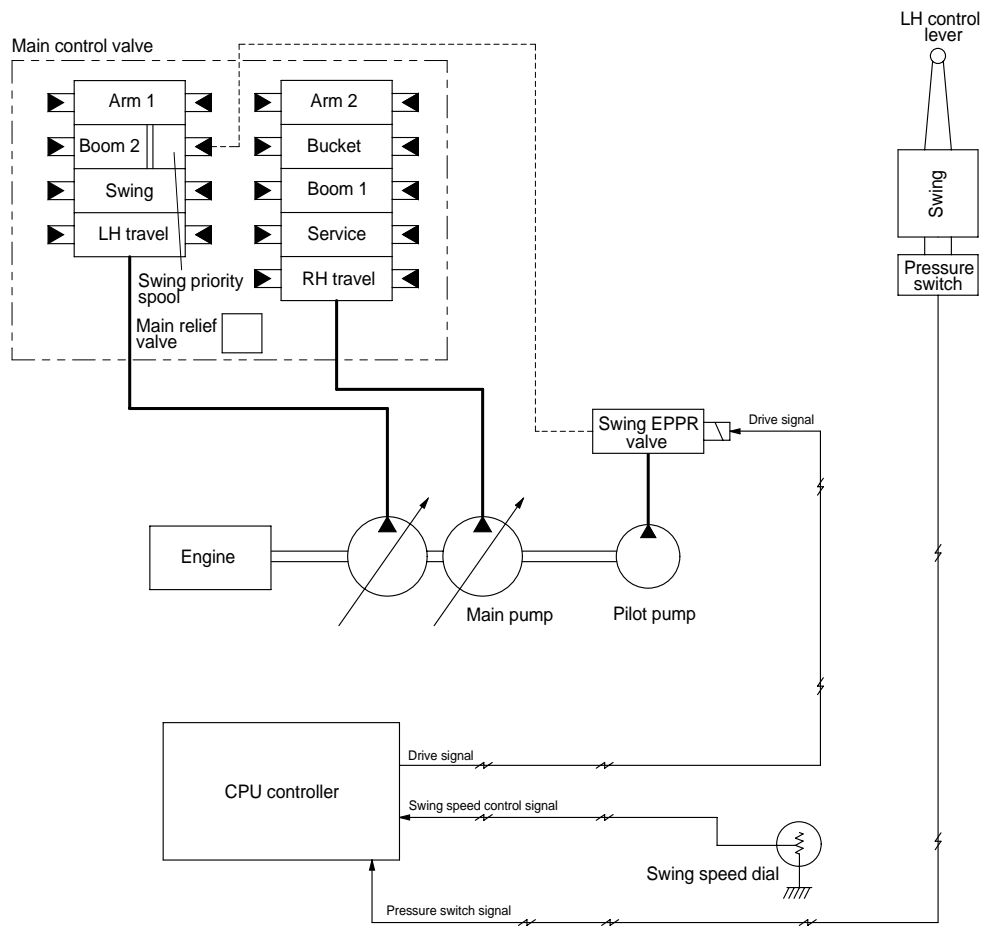 LH control
lever
Main control valve
Arm 1
Boom 2
Swing
LH travel
Arm 2
Bucket
Boom 1
Service
RH travel
Swing priority
spool
Main relief
valve
Swing
Pressure
switch
Swing EPPR
valve
Drive signal
Engine
Main pump
Pilot pump
CPU controller
Drive signal
Swing speed control signal
Swing speed dial
Pressure switch signal